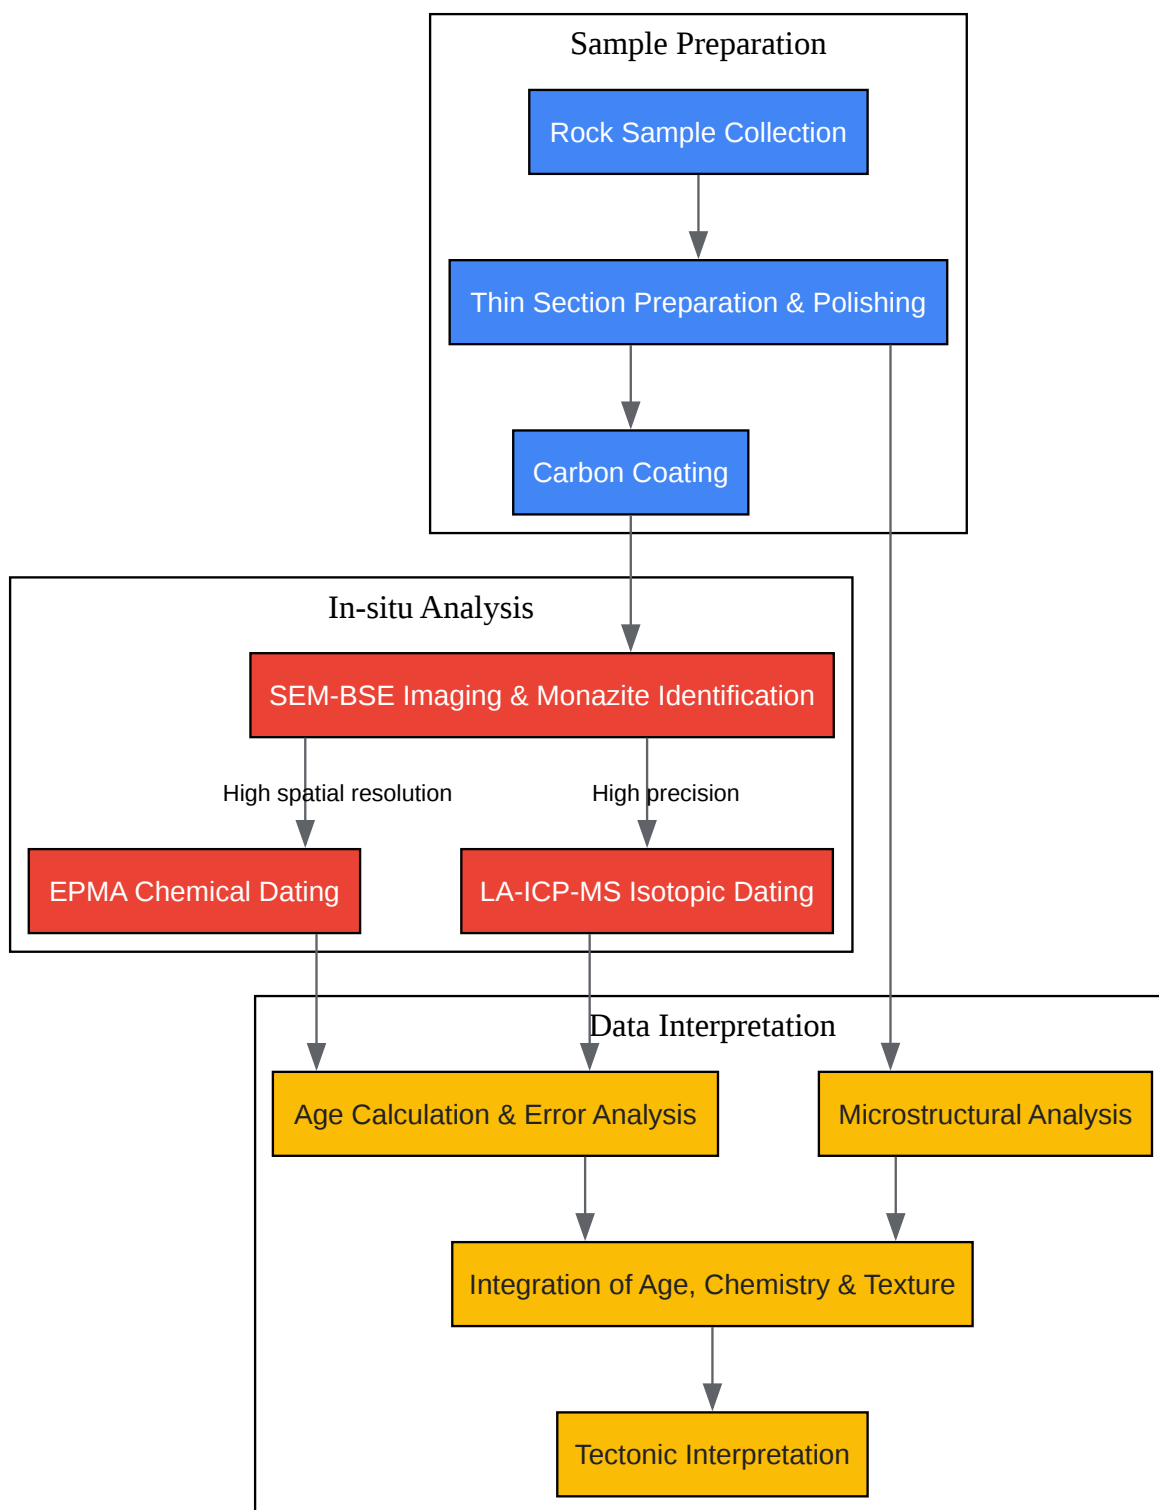 Sample Preparation
Rock Sample Collection
Thin Section Preparation & Polishing
Carbon Coating
In-situ Analysis
SEM-BSE Imaging & Monazite Identification
High spatial resolution
High precision
EPMA Chemical Dating
LA-ICP-MS Isotopic Dating
Data Interpretation
Age Calculation & Error Analysis
Microstructural Analysis
Integration of Age, Chemistry & Texture
Tectonic Interpretation